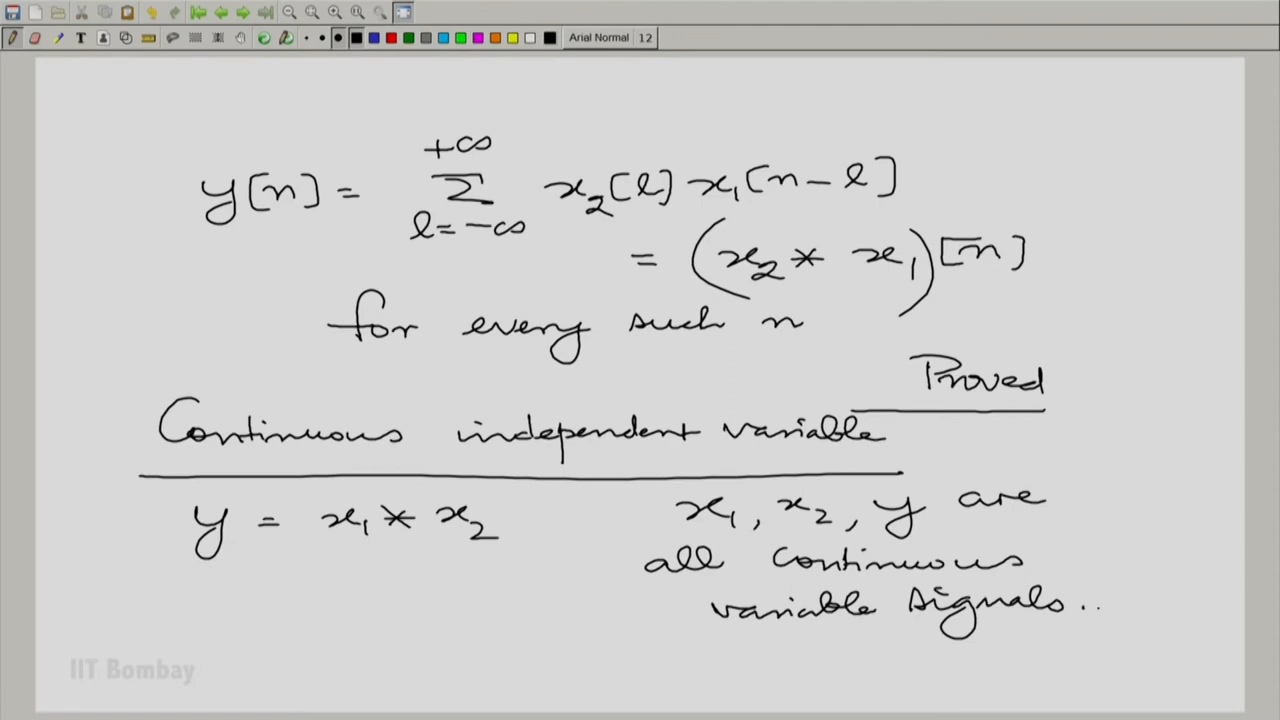 Arial Normal 12
+∞
y[n] = Σ x₂[l] x₁[n - l]
l = -∞
= (x₂ * x₁)[n]
for every such n
Proved
Continuous independent variable
y = x₁ * x₂ x₁, x₂, y are
all continuous
variable signals..
IIT Bombay